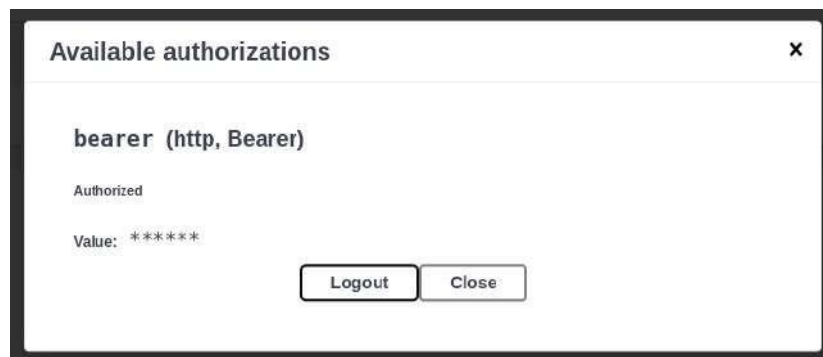 Available authorizations ×
bearer (http, Bearer)
Authorized
Value: ******
Logout Close